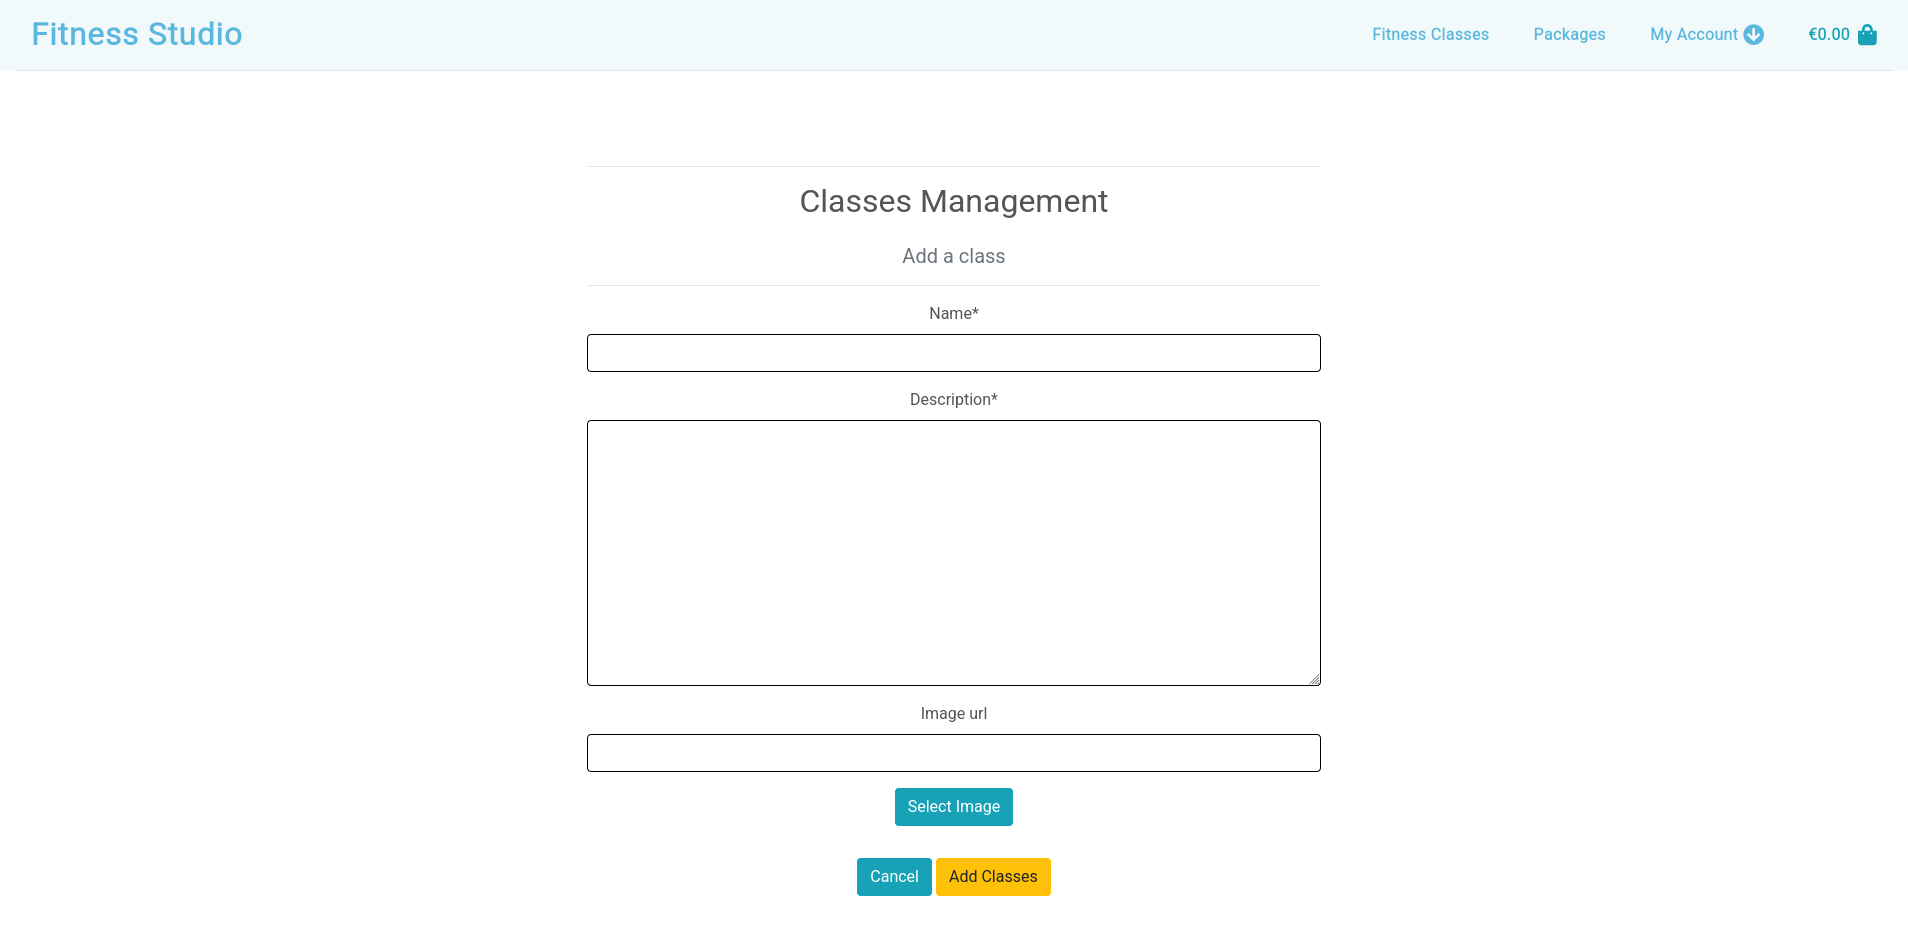 Fitness Studio
Fitness Classes
Packages
My Account
€0.00
Classes Management
Add a class
Name*
Description*
Image url
Select Image
Cancel
Add Classes